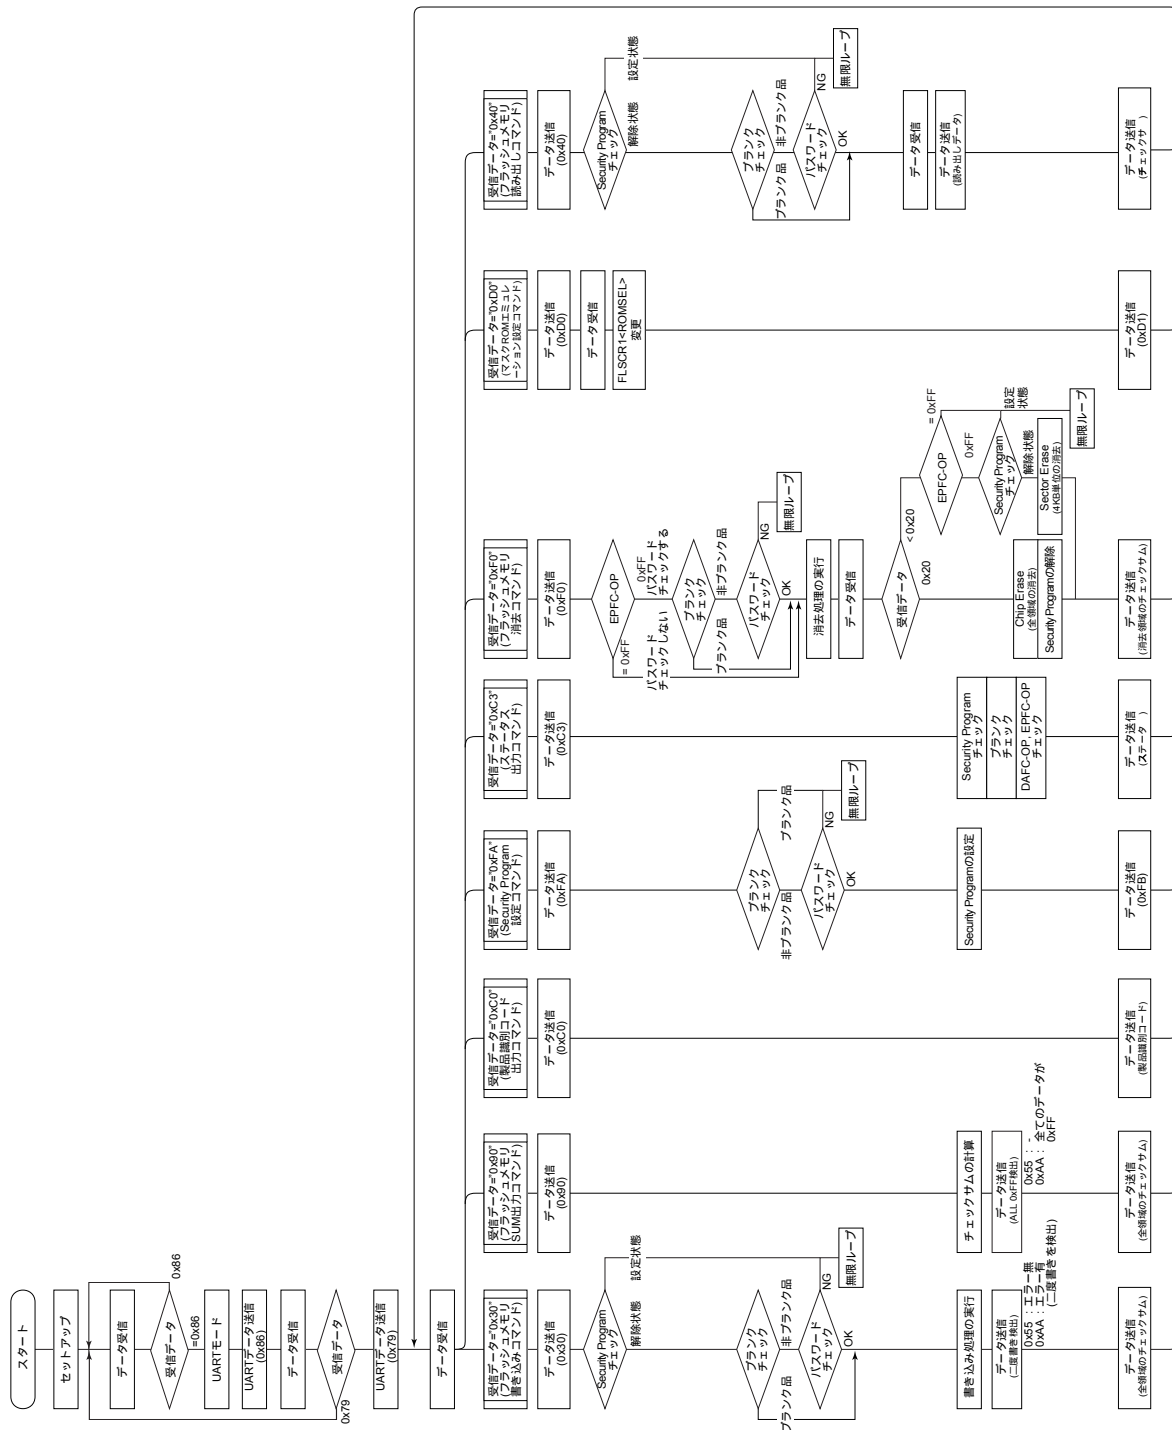 スタート
セットアップ
データ受信
受信データ
0x86
=0x86
UARTモード
UARTデータ送信
(0x86)
データ受信
受信データ
0x79
UARTデータ送信
(0x79)
データ受信
受信データ="0x30"
(フラッシュメモリ
書き込みコマンド)
データ送信
(0x30)
Security Program
チェック
設定状態
解除状態
ブランク
チェック
ブランク品
非ブランク品
パスワード
チェック
NG
OK
無限ループ
書き込み処理の実行
データ送信
(二度書き検出)
0x55 : エラー無
0xAA : エラー有
(二度書きを検出)
データ送信
(全領域のチェックサム)
受信データ="0x90"
(フラッシュメモリ
SUM出力コマンド)
データ送信
(0x90)
チェックサムの計算
データ送信
(ALL 0xFF検出)
0x55 : -
0xAA : 全てのデータが
0xFF
データ送信
(全領域のチェックサム)
受信データ="0xC0"
(製品識別コード
出力コマンド)
データ送信
(0xC0)
データ送信
(製品識別コード)
受信データ="0xFA"
(Security Program
設定コマンド)
データ送信
(0xFA)
ブランク
チェック
ブランク品
非ブランク品
パスワード
チェック
NG
OK
無限ループ
Security Programの設定
データ送信
(0xFB)
受信データ="0xC3"
(ステータス
出力コマンド)
データ送信
(0xC3)
Security Program
チェック
ブランク
チェック
DAFC-OP, EPFC-OP
チェック
データ送信
(ステータ )
受信データ="0xF0"
(フラッシュメモリ
消去コマンド)
データ送信
(0xF0)
EPFC-OP
= 0xFF
パスワード
チェックしない
0xFF
パスワード
チェックする
ブランク
チェック
ブランク品
非ブランク品
パスワード
チェック
NG
OK
無限ループ
消去処理の実行
データ受信
受信データ
< 0x20
0x20
EPFC-OP
= 0xFF
0xFF
Security Program
チェック
設定
状態
解除状態
無限ループ
Chip Erase
(全領域の消去)
Security Programの解除
Sector Erase
(4KB単位の消去)
データ送信
(消去領域のチェックサム)
受信データ="0xD0"
(マスクROMエミュレ
ーション設定コマンド)
データ送信
(0xD0)
データ受信
FLSCR1<ROMSEL>
変更
データ送信
(0xD1)
受信データ="0x40"
(フラッシュメモリ
読み出しコマンド)
データ送信
(0x40)
Security Program
チェック
設定状態
解除状態
ブランク
チェック
ブランク品
非ブランク品
パスワード
チェック
NG
OK
無限ループ
データ受信
データ送信
(読み出しデータ)
データ送信
(チェックサ )